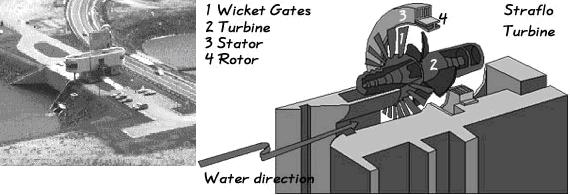 1 Wicket Gates
2 Turbine
3 Stator
4 Rotor
Straflo
Turbine
3
4
1
2
Water direction